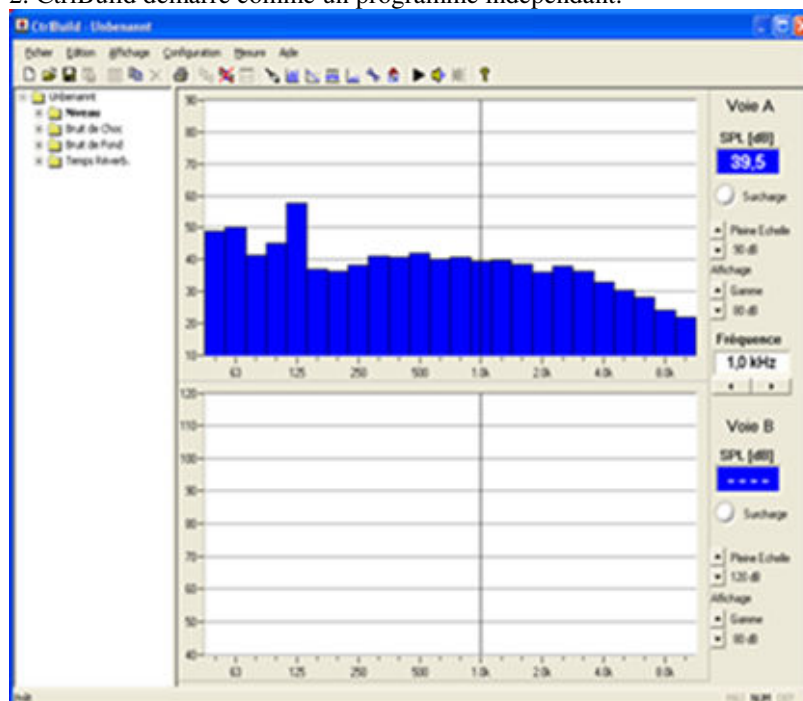 2. CtrlBuild démarre comme un programme indépendant.
CtrlBuild - Unbenannt
Fichier Édition Affichage Configuration Mesure Aide
Unbenannt
Niveau
Bruit de Choc
Bruit de Fond
Temps Réverb.
90
80
70
60
50
40
30
20
10
63 125 250 500 1.0k 2.0k 4.0k 8.0k
120
110
100
90
80
70
60
50
40
63 125 250 500 1.0k 2.0k 4.0k 8.0k
Voie A
SPL [dB]
39,5
Surcharge
Pleine Echelle
90 dB
Affichage
Gamme
80 dB
Fréquence
1,0 kHz
Voie B
SPL [dB]
- - - -
Surcharge
Pleine Echelle
120 dB
Affichage
Gamme
80 dB
Prêt
NUM